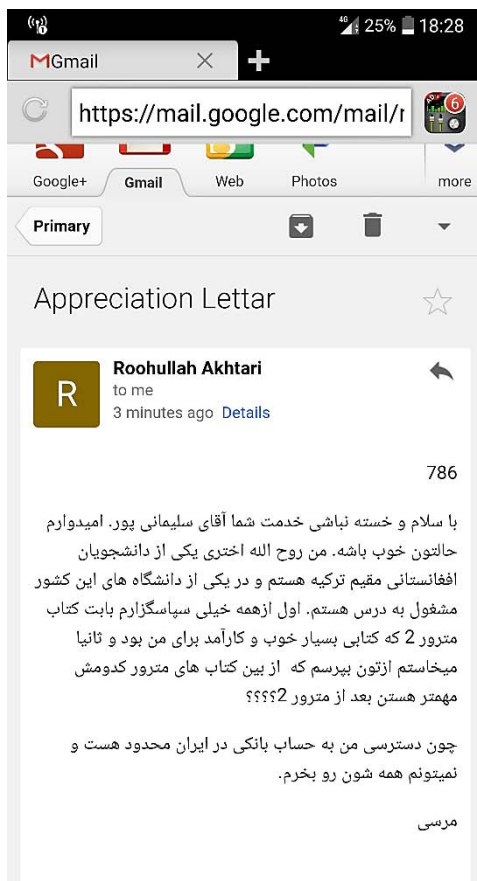 46 25% 18:28
MGmail
https://mail.google.com/mail/r
6
Google+ Gmail Web Photos more
Primary
Appreciation Lettar
R
Roohullah Akhtari
to me
3 minutes ago Details
786
با سلام و خسته نباشی خدمت شما آقای سلیمانی پور. امیدوارم
حالتون خوب باشه. من روح الله اختری یکی از دانشجویان
افغانستانی مقیم ترکیه هستم و در یکی از دانشگاه های این کشور
مشغول به درس هستم. اول ازهمه خیلی سپاسگزارم بابت کتاب
مترور 2 که کتابی بسیار خوب و کارآمد برای من بود و ثانیا
میخاستم ازتون بپرسم که از بین کتاب های مترور کدومش
مهمتر هستن بعد از مترور 2؟؟؟؟
چون دسترسی من به حساب بانکی در ایران محدود هست و
نمیتونم همه شون رو بخرم.
مرسی